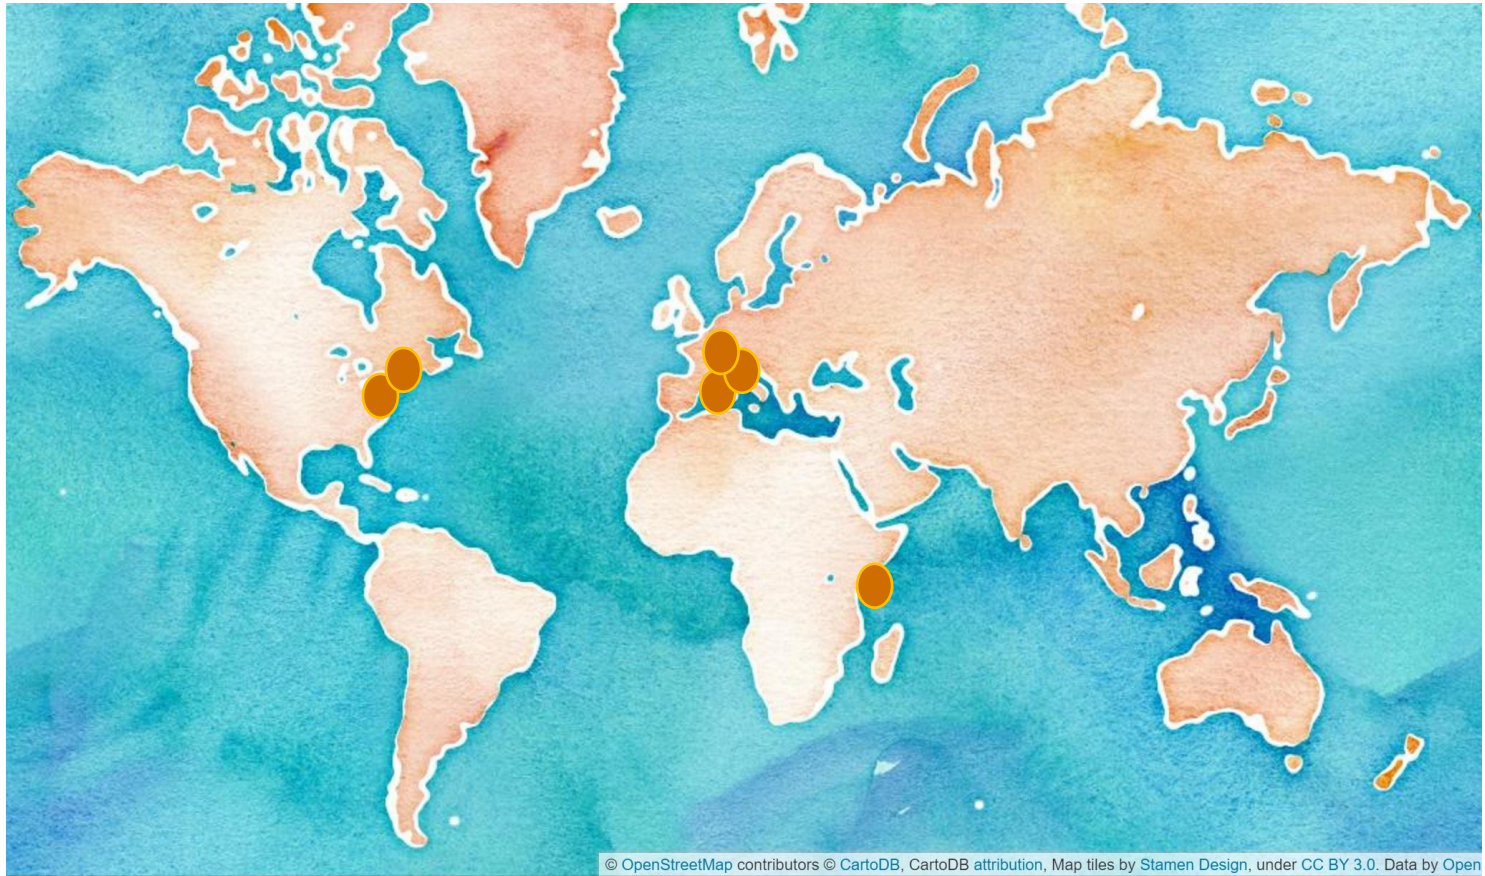 © OpenStreetMap contributors © CartoDB, CartoDB attribution, Map tiles by Stamen Design, under CC BY 3.0. Data by Open